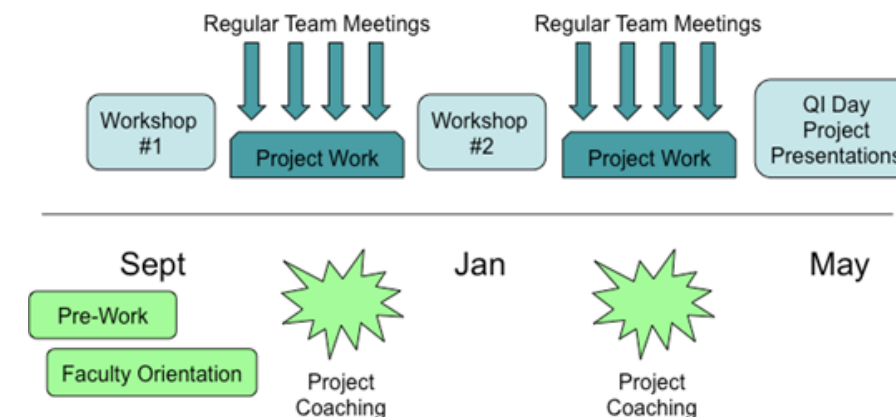 Regular Team Meetings
Regular Team Meetings
Workshop
#1
Project Work
Workshop
#2
Project Work
QI Day
Project
Presentations
Sept
Jan
May
Pre-Work
Faculty Orientation
Project
Coaching
Project
Coaching